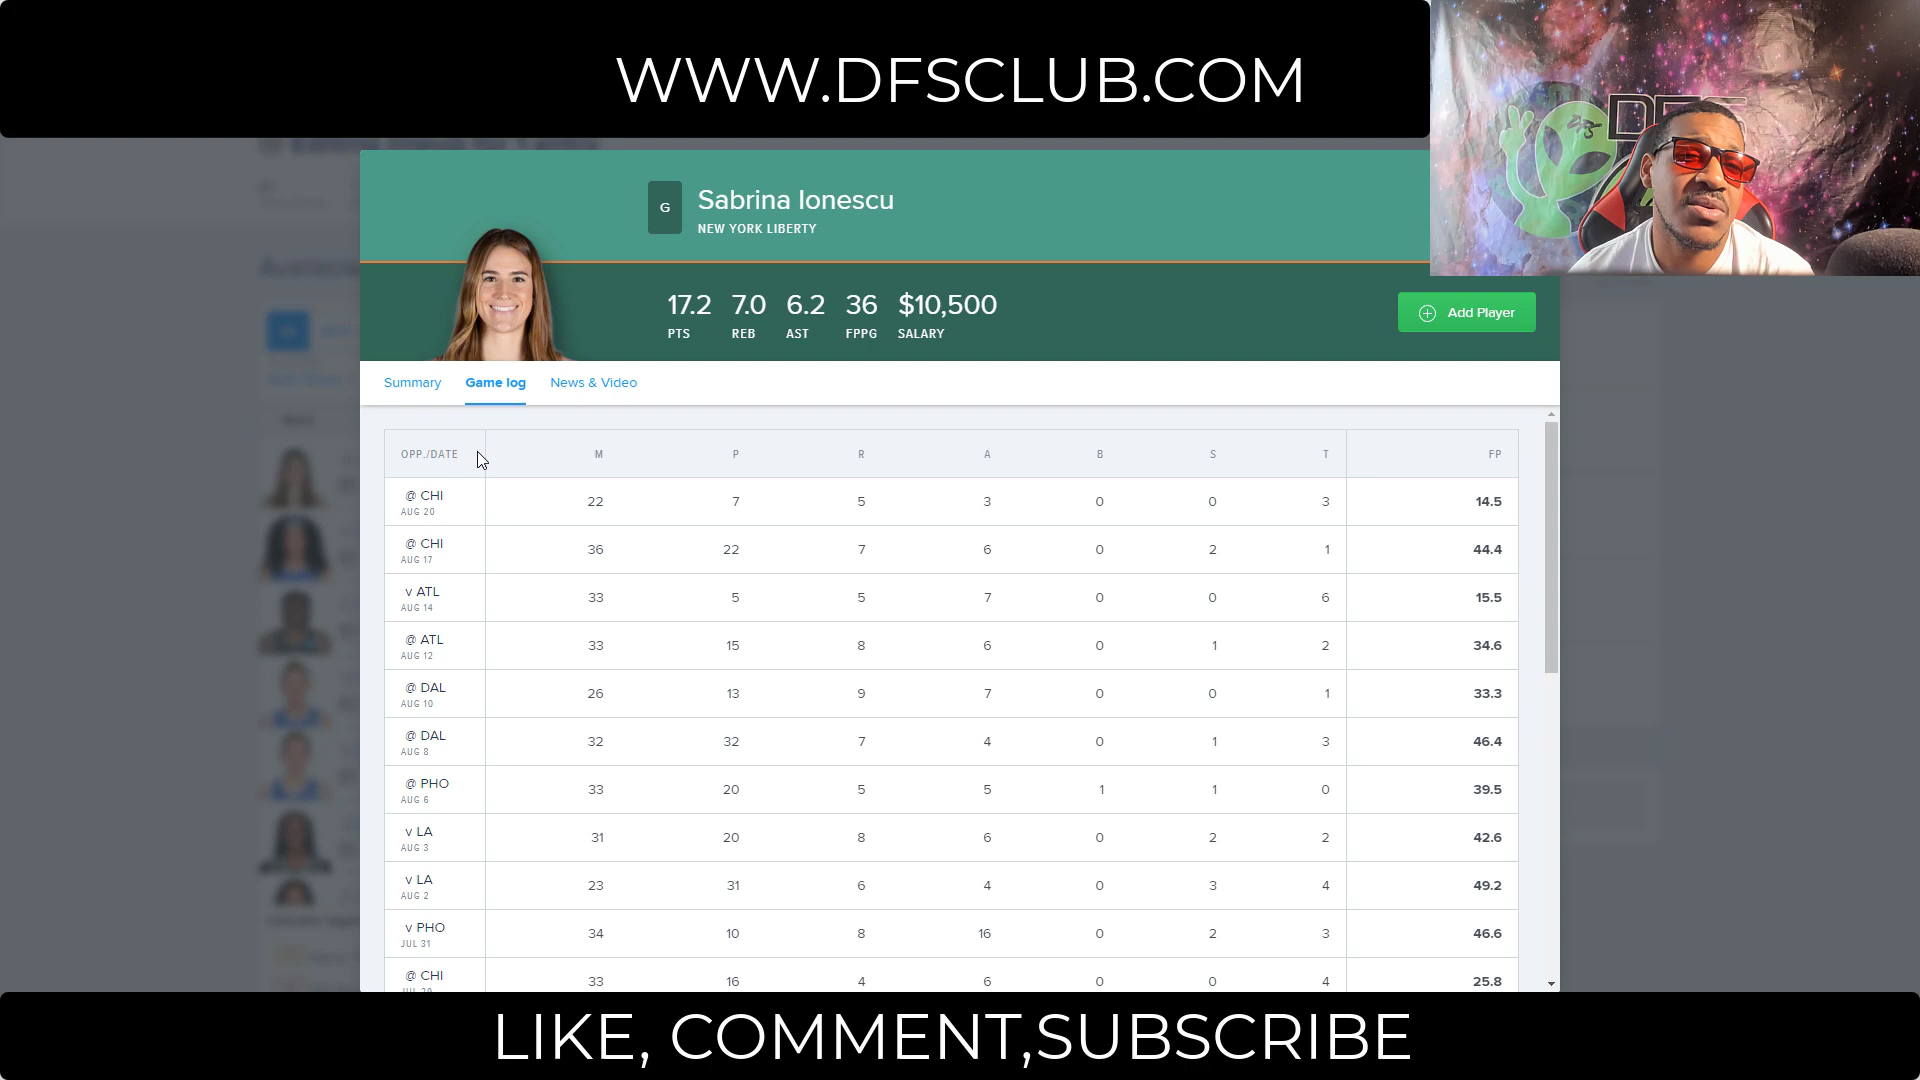 WWW.DFSCLUB.COM
G
Sabrina Ionescu
NEW YORK LIBERTY
17.2 7.0 6.2 36 $10,500
PTS REB AST FPPG SALARY
Add Player
Summary Game log News & Video
OPP./DATE M P R A B S T FP
@ CHI 22 7 5 3 0 0 3 14.5
AUG 20
@ CHI 36 22 7 6 0 2 1 44.4
AUG 17
v ATL 33 5 5 7 0 0 6 15.5
AUG 14
@ ATL 33 15 8 6 0 1 2 34.6
AUG 12
@ DAL 26 13 9 7 0 0 1 33.3
AUG 10
@ DAL 32 32 7 4 0 1 3 46.4
AUG 8
@ PHO 33 20 5 5 1 1 0 39.5
AUG 6
v LA 31 20 8 6 0 2 2 42.6
AUG 3
v LA 23 31 6 4 0 3 4 49.2
AUG 2
v PHO 34 10 8 16 0 2 3 46.6
JUL 31
@ CHI 33 16 4 6 0 0 4 25.8
LIKE, COMMENT,SUBSCRIBE